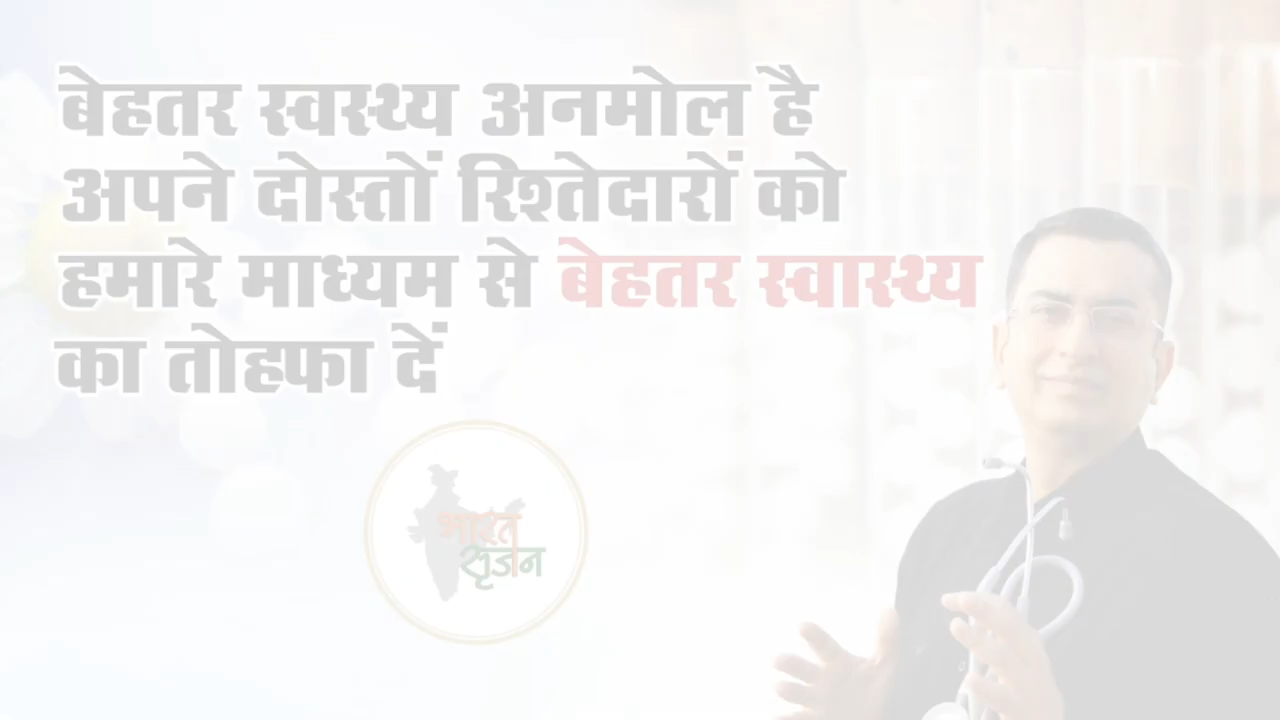 बेहतर स्वस्थ्य अनमोल है
अपने दोस्तों रिश्तेदारों को
हमारे माध्यम से बेहतर स्वास्थ्य
का तोहफा दें
भारत
सृजन